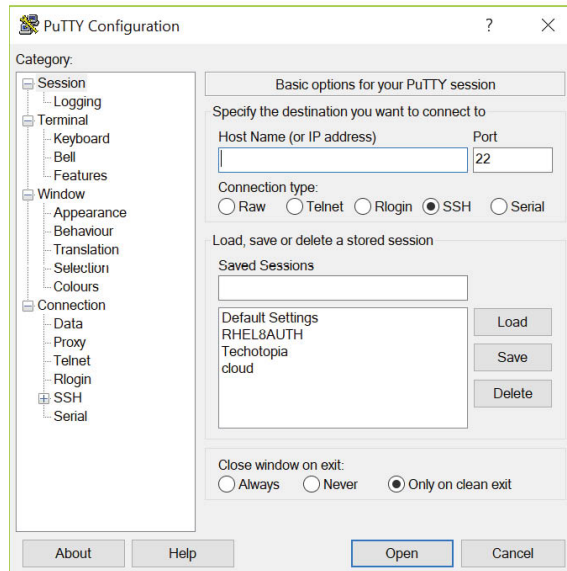 PuTTY Configuration ? ×
Category:
Session
Logging
Terminal
Keyboard
Bell
Features
Window
Appearance
Behaviour
Translation
Selection
Colours
Connection
Data
Proxy
Telnet
Rlogin
SSH
Serial
Basic options for your PuTTY session
Specify the destination you want to connect to
Host Name (or IP address) Port
22
Connection type:
Raw Telnet Rlogin SSH Serial
Load, save or delete a stored session
Saved Sessions
Default Settings
RHEL8AUTH
Techotopia
cloud
Load
Save
Delete
Close window on exit:
Always Never Only on clean exit
About Help Open Cancel